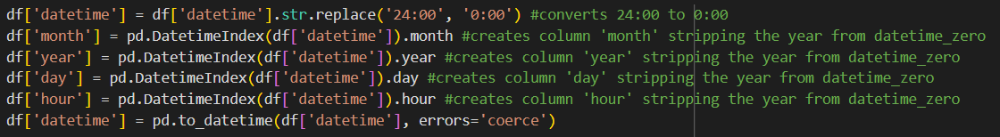 df['datetime'] = df['datetime'].str.replace('24:00', '0:00') #converts 24:00 to 0:00
df['month'] = pd.DatetimeIndex(df['datetime']).month #creates column 'month' stripping the year from datetime_zero
df['year'] = pd.DatetimeIndex(df['datetime']).year #creates column 'year' stripping the year from datetime_zero
df['day'] = pd.DatetimeIndex(df['datetime']).day #creates column 'day' stripping the year from datetime_zero
df['hour'] = pd.DatetimeIndex(df['datetime']).hour #creates column 'hour' stripping the year from datetime_zero
df['datetime'] = pd.to_datetime(df['datetime'], errors='coerce')